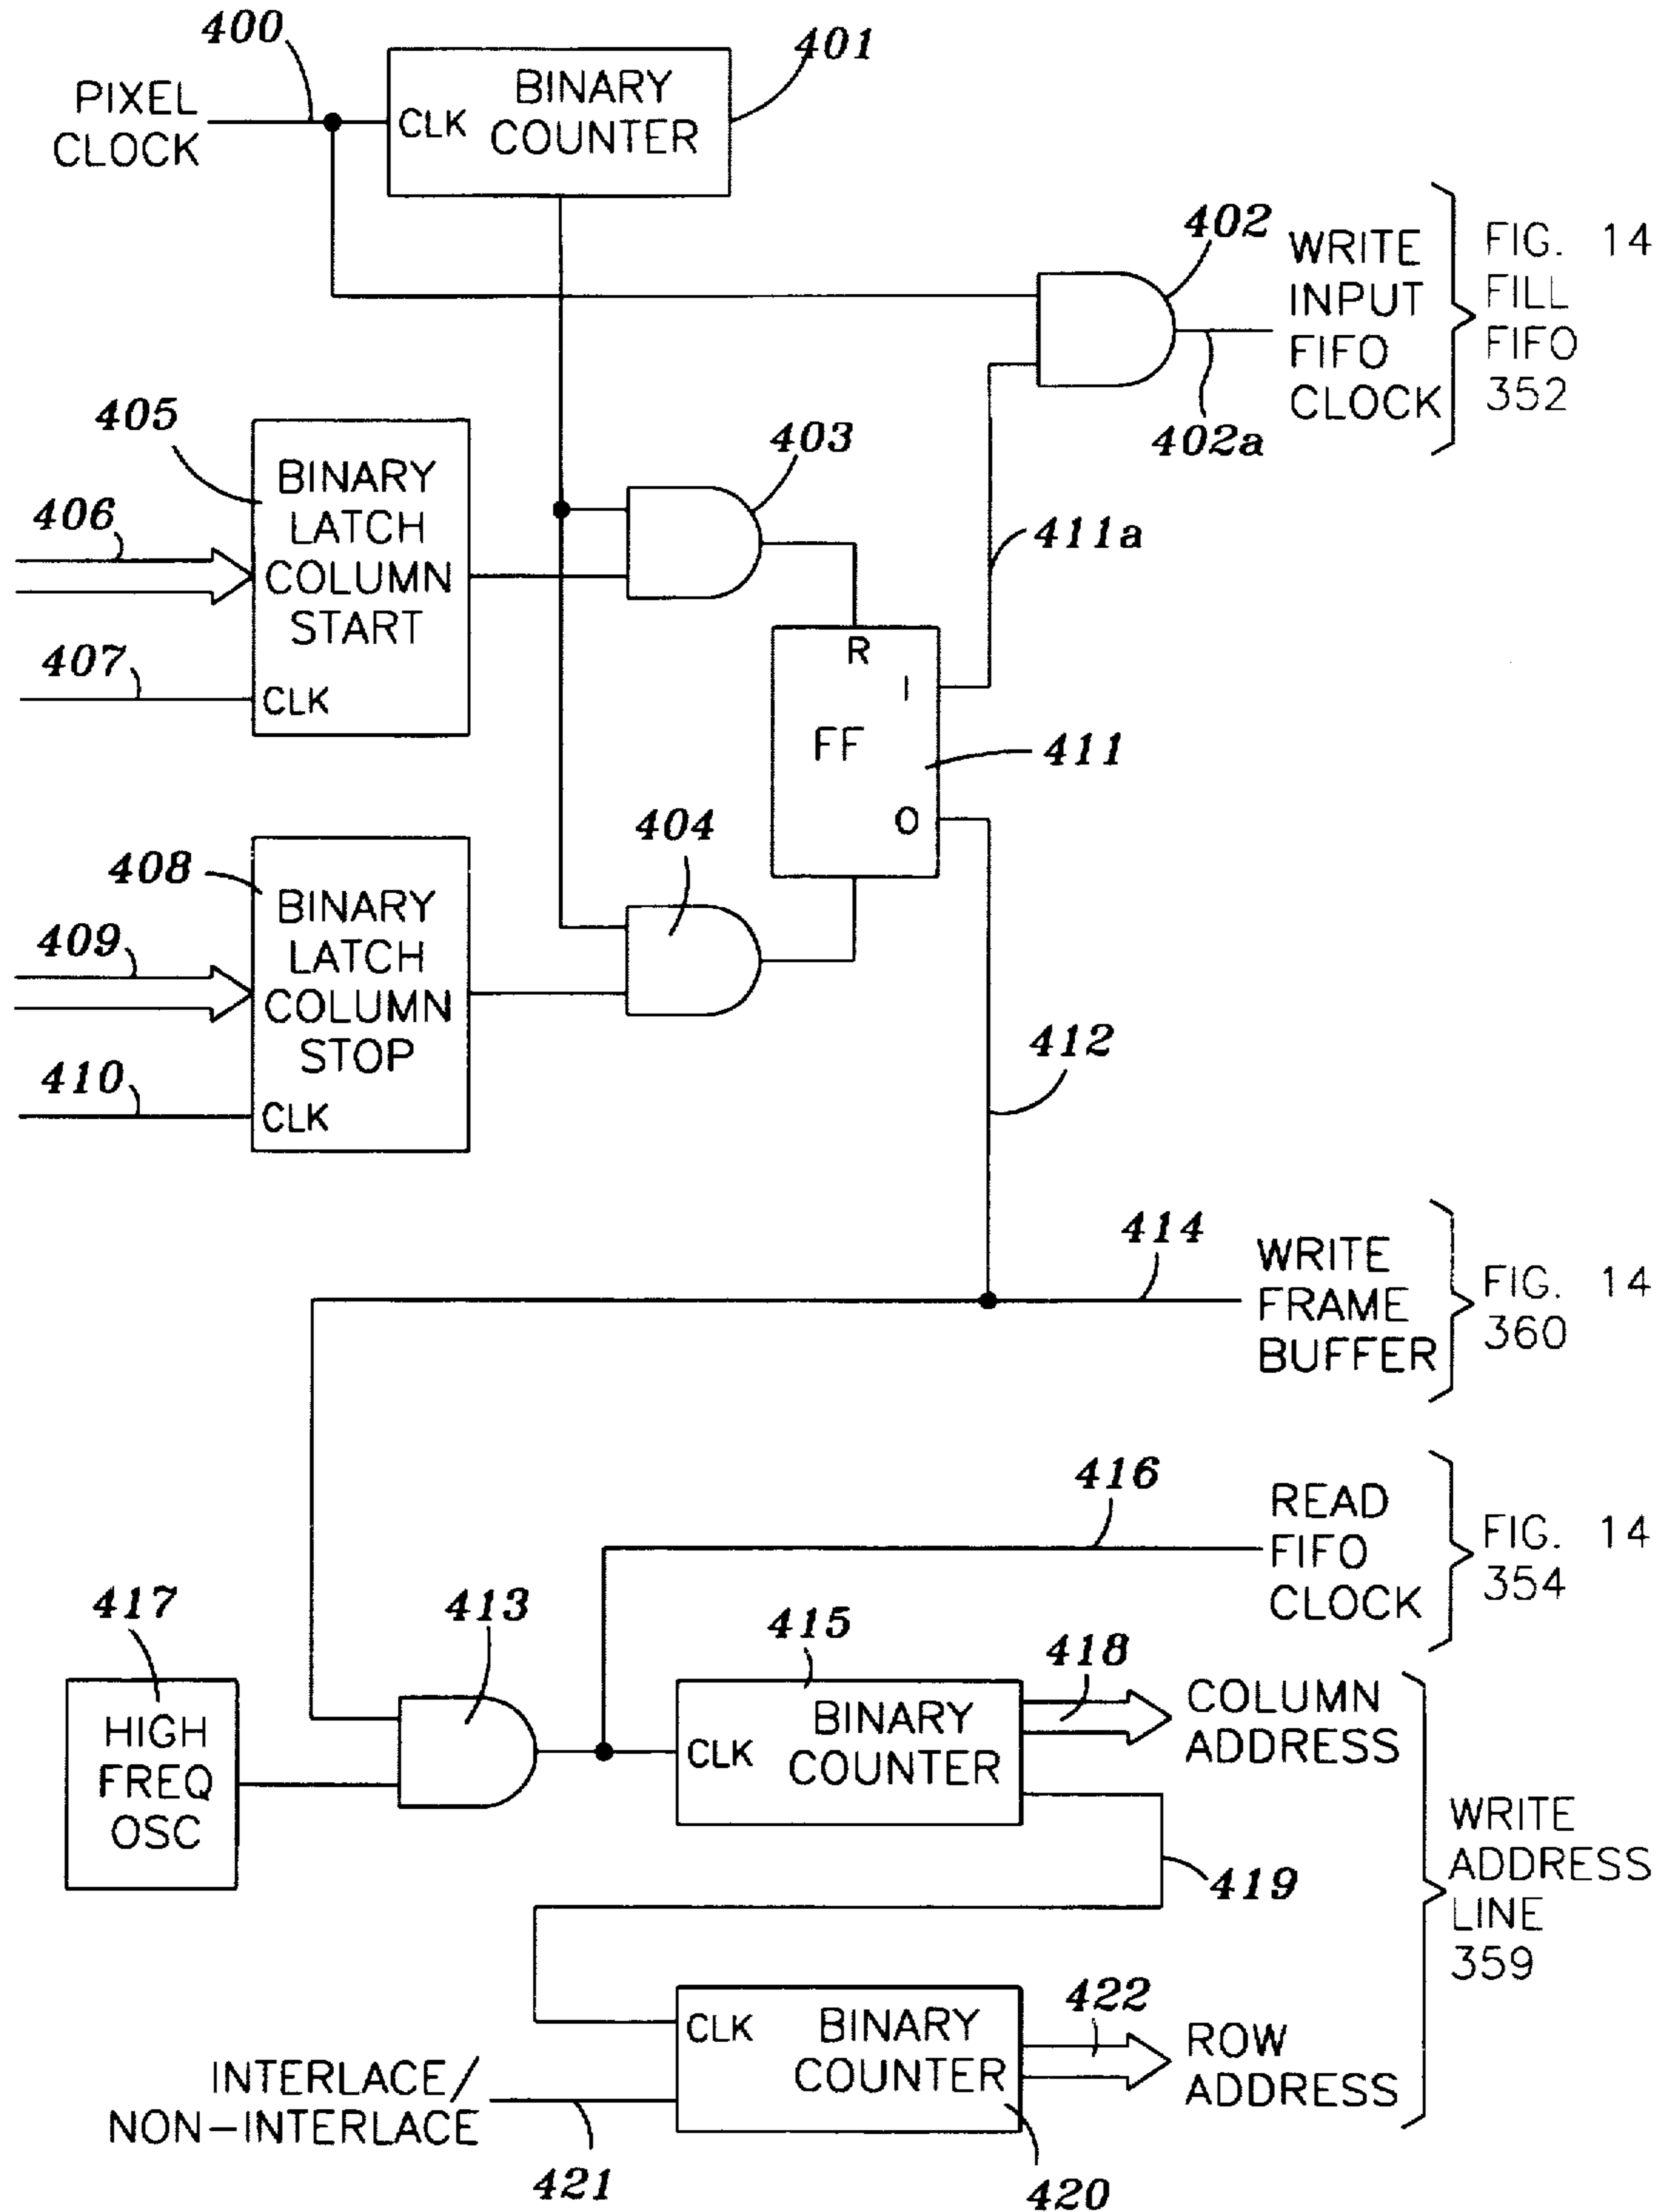 400
401
PIXEL
CLOCK
CLK
BINARY
COUNTER
402
WRITE
INPUT
FIFO
CLOCK
FIG. 14
FILL
FIFO
352
402a
405
403
406
BINARY
LATCH
COLUMN
START
411a
407
CLK
R
I
FF
411
O
404
408
BINARY
LATCH
COLUMN
STOP
409
410
CLK
412
414
WRITE
FRAME
BUFFER
FIG. 14
360
416
READ
FIFO
CLOCK
FIG. 14
354
417
413
415
418
HIGH
FREQ
OSC
CLK
BINARY
COUNTER
COLUMN
ADDRESS
419
WRITE
ADDRESS
LINE
359
CLK
BINARY
COUNTER
422
ROW
ADDRESS
INTERLACE/
NON-INTERLACE
421
420